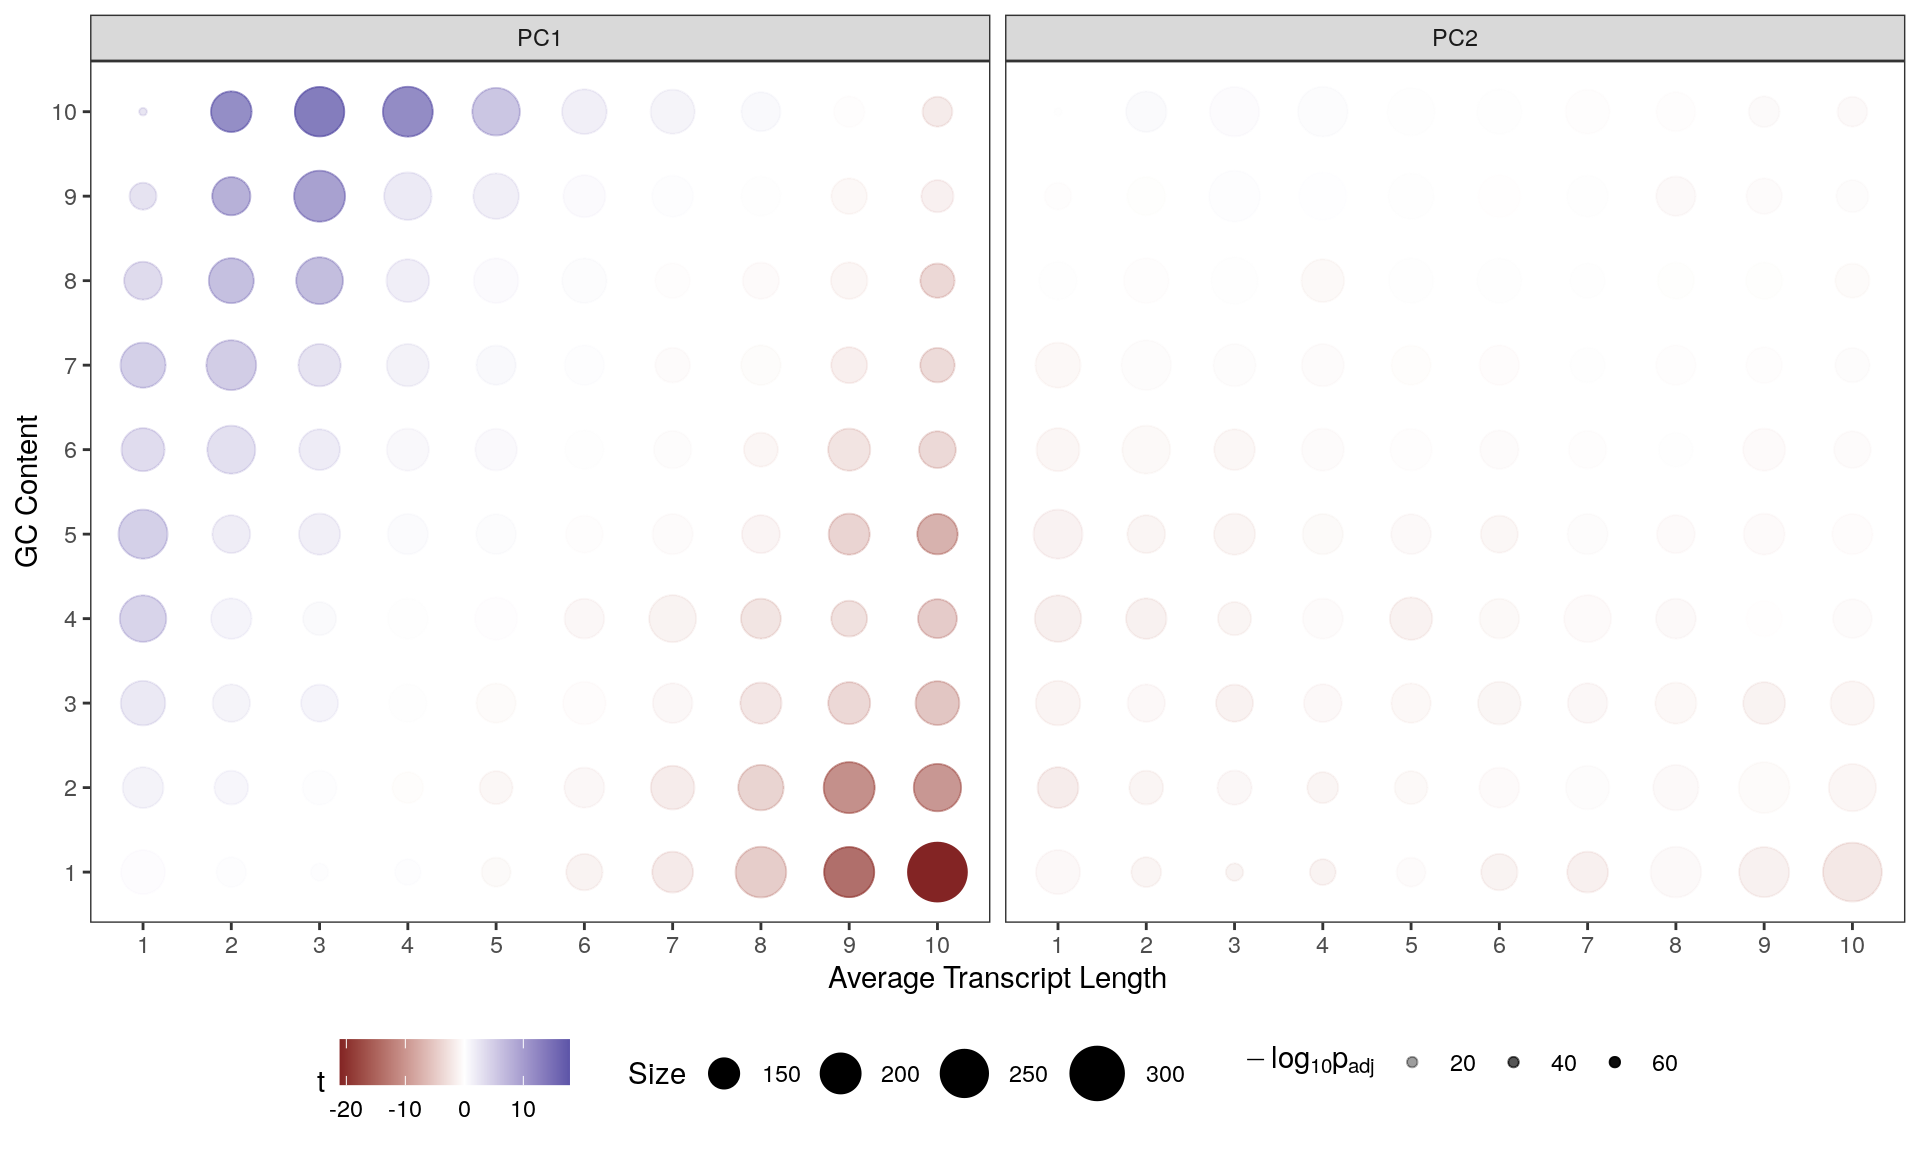 PC1 PC2
10
9
8
7
6
5
4
3
2
1
GC Content
1 2 3 4 5 6 7 8 9 10 1 2 3 4 5 6 7 8 9 10
Average Transcript Length
t -20 -10 0 10
Size 150 200 250 300
−log10padj 20 40 60